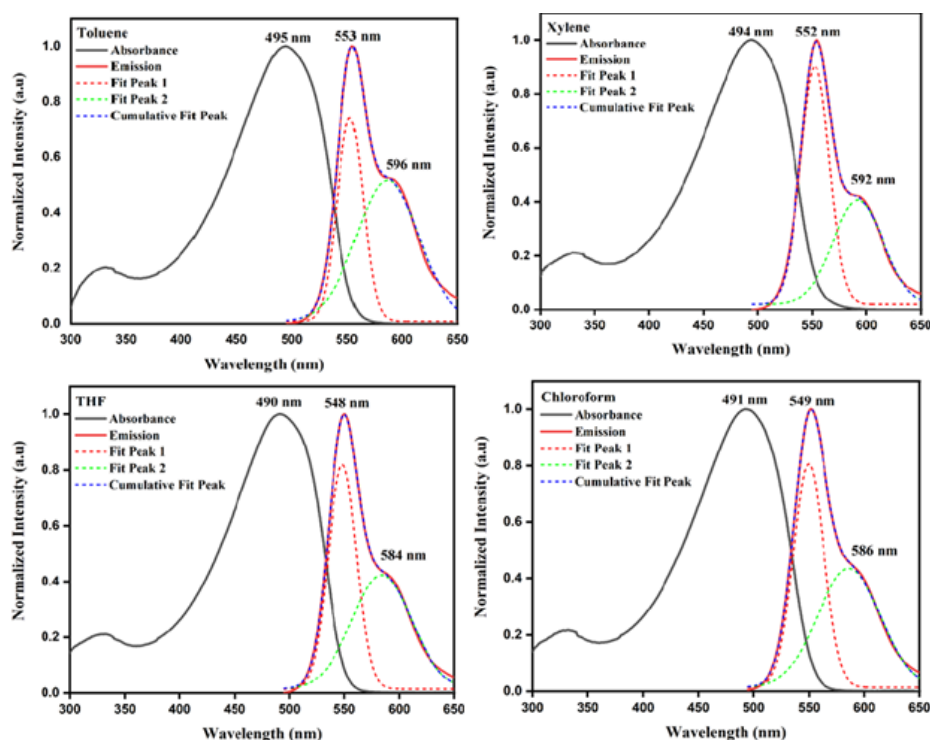 Toluene
Absorbance
Emission
Fit Peak 1
Fit Peak 2
Cumulative Fit Peak
495 nm
553 nm
596 nm
Normalized Intensity (a.u)
1.0
0.8
0.6
0.4
0.2
0.0
300 350 400 450 500 550 600 650
Wavelength (nm)
Xylene
Absorbance
Emission
Fit Peak 1
Fit Peak 2
Cumulative Fit Peak
494 nm
552 nm
592 nm
Normalized Intensity (a.u)
1.0
0.8
0.6
0.4
0.2
0.0
300 350 400 450 500 550 600 650
Wavelength (nm)
THF
Absorbance
Emission
Fit Peak 1
Fit Peak 2
Cumulative Fit Peak
490 nm
548 nm
584 nm
Normalized Intensity (a.u)
1.0
0.8
0.6
0.4
0.2
0.0
300 350 400 450 500 550 600 650
Wavelength (nm)
Chloroform
Absorbance
Emission
Fit Peak 1
Fit Peak 2
Cumulative Fit Peak
491 nm
549 nm
586 nm
Normalized Intensity (a.u)
1.0
0.8
0.6
0.4
0.2
0.0
300 350 400 450 500 550 600 650
Wavelength (nm)